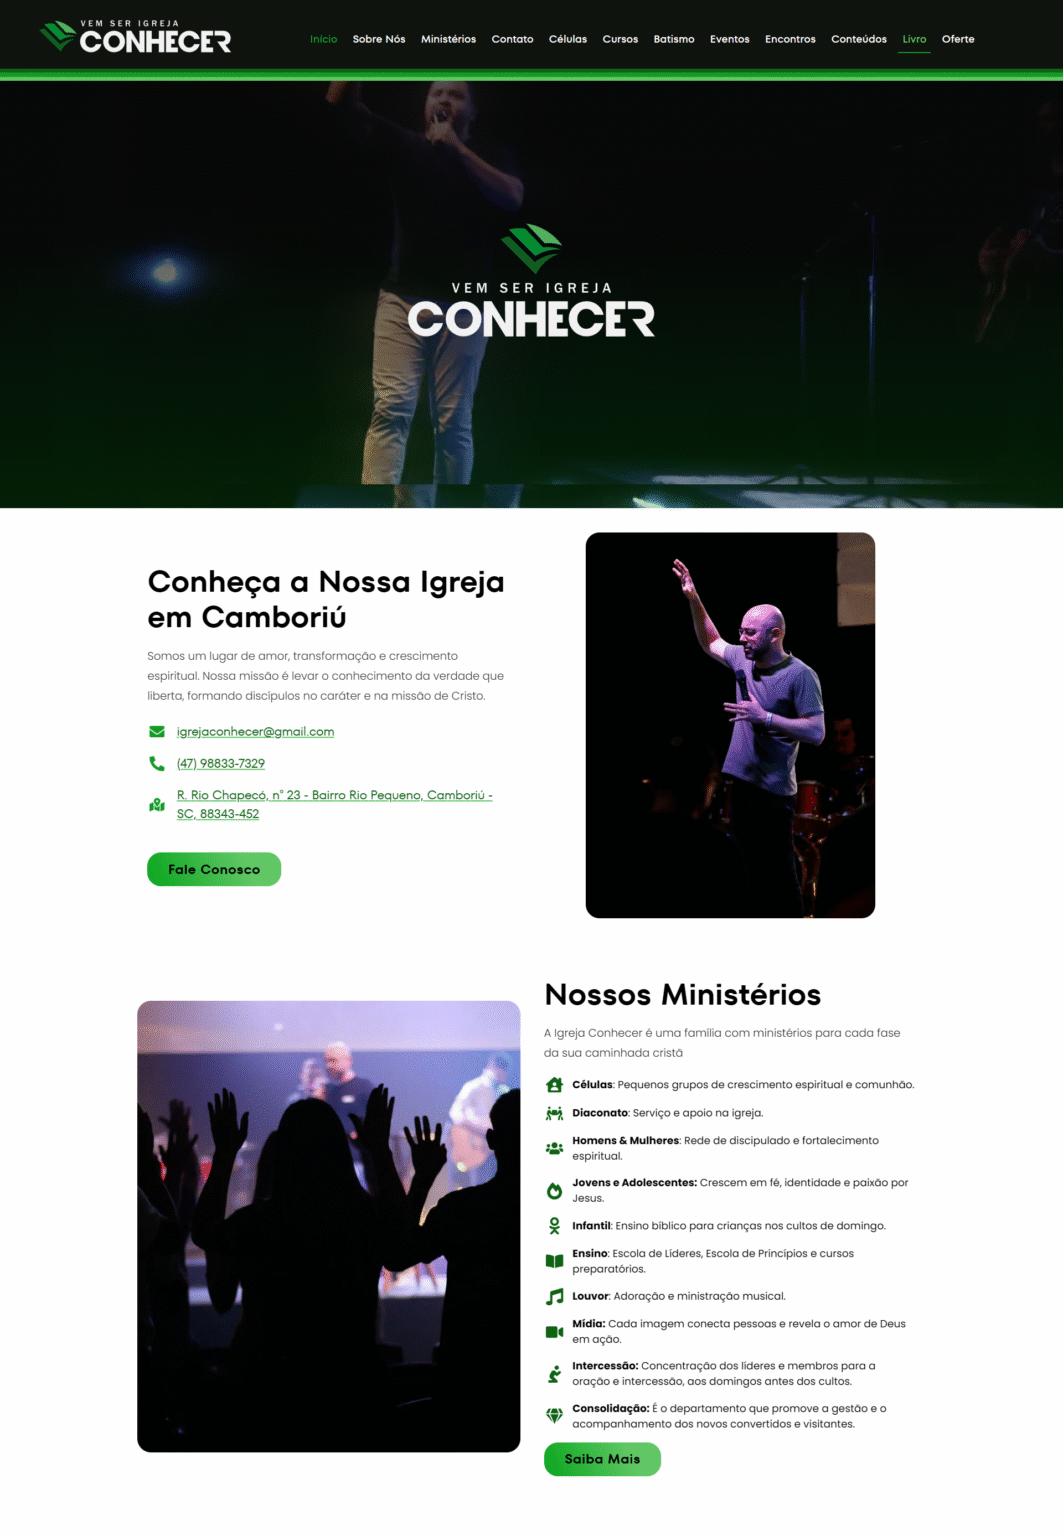 VEM SER IGREJA
CONHECER
Início Sobre Nós Ministérios Contato Células Cursos Batismo Eventos Encontros Conteúdos Livro Oferte
VEM SER IGREJA
CONHECER
Conheça a Nossa Igreja
em Camboriú
Somos um lugar de amor, transformação e crescimento
espiritual. Nossa missão é levar o conhecimento da verdade que
liberta, formando discípulos no caráter e na missão de Cristo.
igrejaconhecer@gmail.com
(47) 98833-7329
R. Rio Chapecó, n° 23 - Bairro Rio Pequeno, Camboriú -
SC, 88343-452
Fale Conosco
Nossos Ministérios
A Igreja Conhecer é uma família com ministérios para cada fase
da sua caminhada cristã
Células: Pequenos grupos de crescimento espiritual e comunhão.
Diaconato: Serviço e apoio na igreja.
Homens & Mulheres: Rede de discipulado e fortalecimento
espiritual.
Jovens e Adolescentes: Crescem em fé, identidade e paixão por
Jesus.
Infantil: Ensino bíblico para crianças nos cultos de domingo.
Ensino: Escola de Líderes, Escola de Princípios e cursos
preparatórios.
Louvor: Adoração e ministração musical.
Mídia: Cada imagem conecta pessoas e revela o amor de Deus
em ação.
Intercessão: Concentração dos líderes e membros para a
oração e intercessão, aos domingos antes dos cultos.
Consolidação: É o departamento que promove a gestão e o
acompanhamento dos novos convertidos e visitantes.
Saiba Mais